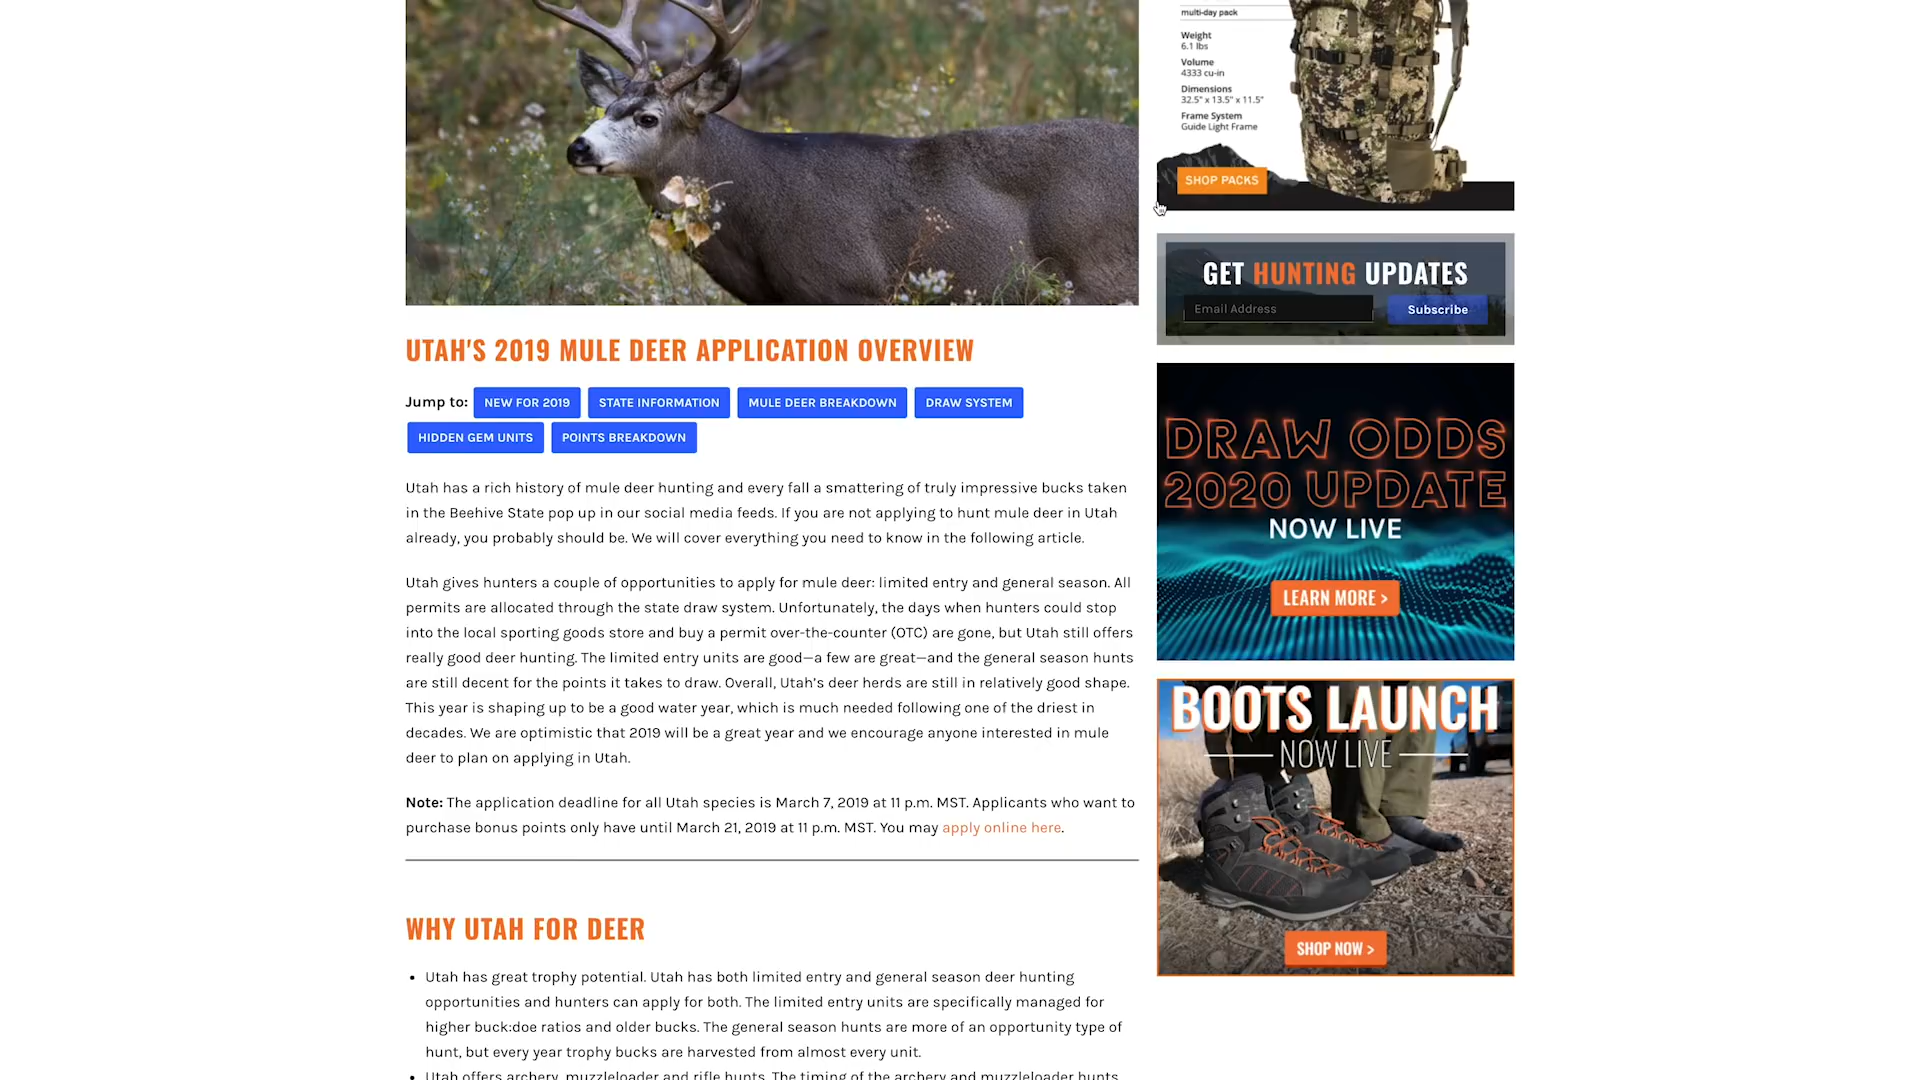 multi-day pack
Weight
6.1 lbs
Volume
4333 cu-in
Dimensions
32.5" x 13.5" x 11.5"
Frame System
Guide Light Frame
SHOP PACKS
GET HUNTING UPDATES
Email Address
Subscribe
UTAH'S 2019 MULE DEER APPLICATION OVERVIEW
Jump to: NEW FOR 2019 STATE INFORMATION MULE DEER BREAKDOWN DRAW SYSTEM
HIDDEN GEM UNITS POINTS BREAKDOWN
Utah has a rich history of mule deer hunting and every fall a smattering of truly impressive bucks taken
in the Beehive State pop up in our social media feeds. If you are not applying to hunt mule deer in Utah
already, you probably should be. We will cover everything you need to know in the following article.
Utah gives hunters a couple of opportunities to apply for mule deer: limited entry and general season. All
permits are allocated through the state draw system. Unfortunately, the days when hunters could stop
into the local sporting goods store and buy a permit over-the-counter (OTC) are gone, but Utah still offers
really good deer hunting. The limited entry units are good—a few are great—and the general season hunts
are still decent for the points it takes to draw. Overall, Utah’s deer herds are still in relatively good shape.
This year is shaping up to be a good water year, which is much needed following one of the driest in
decades. We are optimistic that 2019 will be a great year and we encourage anyone interested in mule
deer to plan on applying in Utah.
Note: The application deadline for all Utah species is March 7, 2019 at 11 p.m. MST. Applicants who want to
purchase bonus points only have until March 21, 2019 at 11 p.m. MST. You may apply online here.
WHY UTAH FOR DEER
• Utah has great trophy potential. Utah has both limited entry and general season deer hunting
opportunities and hunters can apply for both. The limited entry units are specifically managed for
higher buck:doe ratios and older bucks. The general season hunts are more of an opportunity type of
hunt, but every year trophy bucks are harvested from almost every unit.
• Utah offers archery, muzzleloader and rifle hunts. The timing of the archery and muzzleloader hunts
DRAW ODDS
2020 UPDATE
NOW LIVE
LEARN MORE >
BOOTS LAUNCH
NOW LIVE
SHOP NOW >